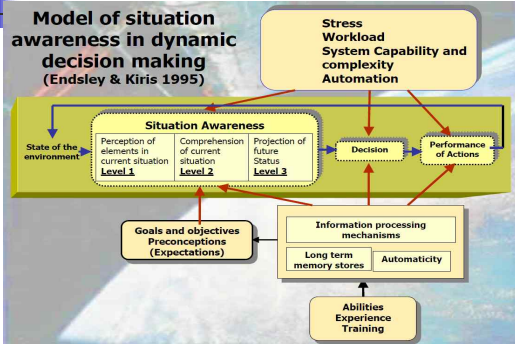 Model of situation
awareness in dynamic
decision making
(Endsley & Kiris 1995)
Stress
Workload
System Capability and
complexity
Automation
State of the
environment
Situation Awareness
Perception of
elements in
current situation
Level 1
Comprehension
of current
situation
Level 2
Projection of
future
Status
Level 3
Decision
Performance
of Actions
Goals and objectives
Preconceptions
(Expectations)
Information processing
mechanisms
Long term
memory stores
Automaticity
Abilities
Experience
Training